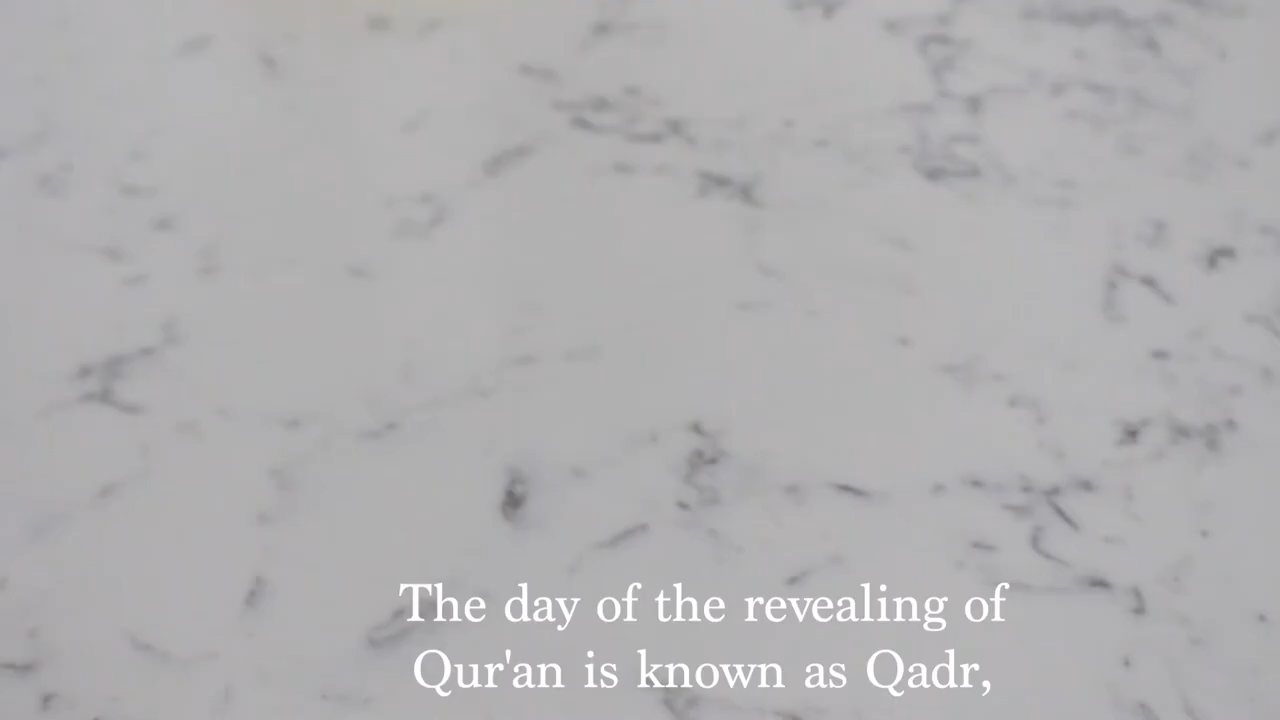 The day of the revealing of
Qur'an is known as Qadr,